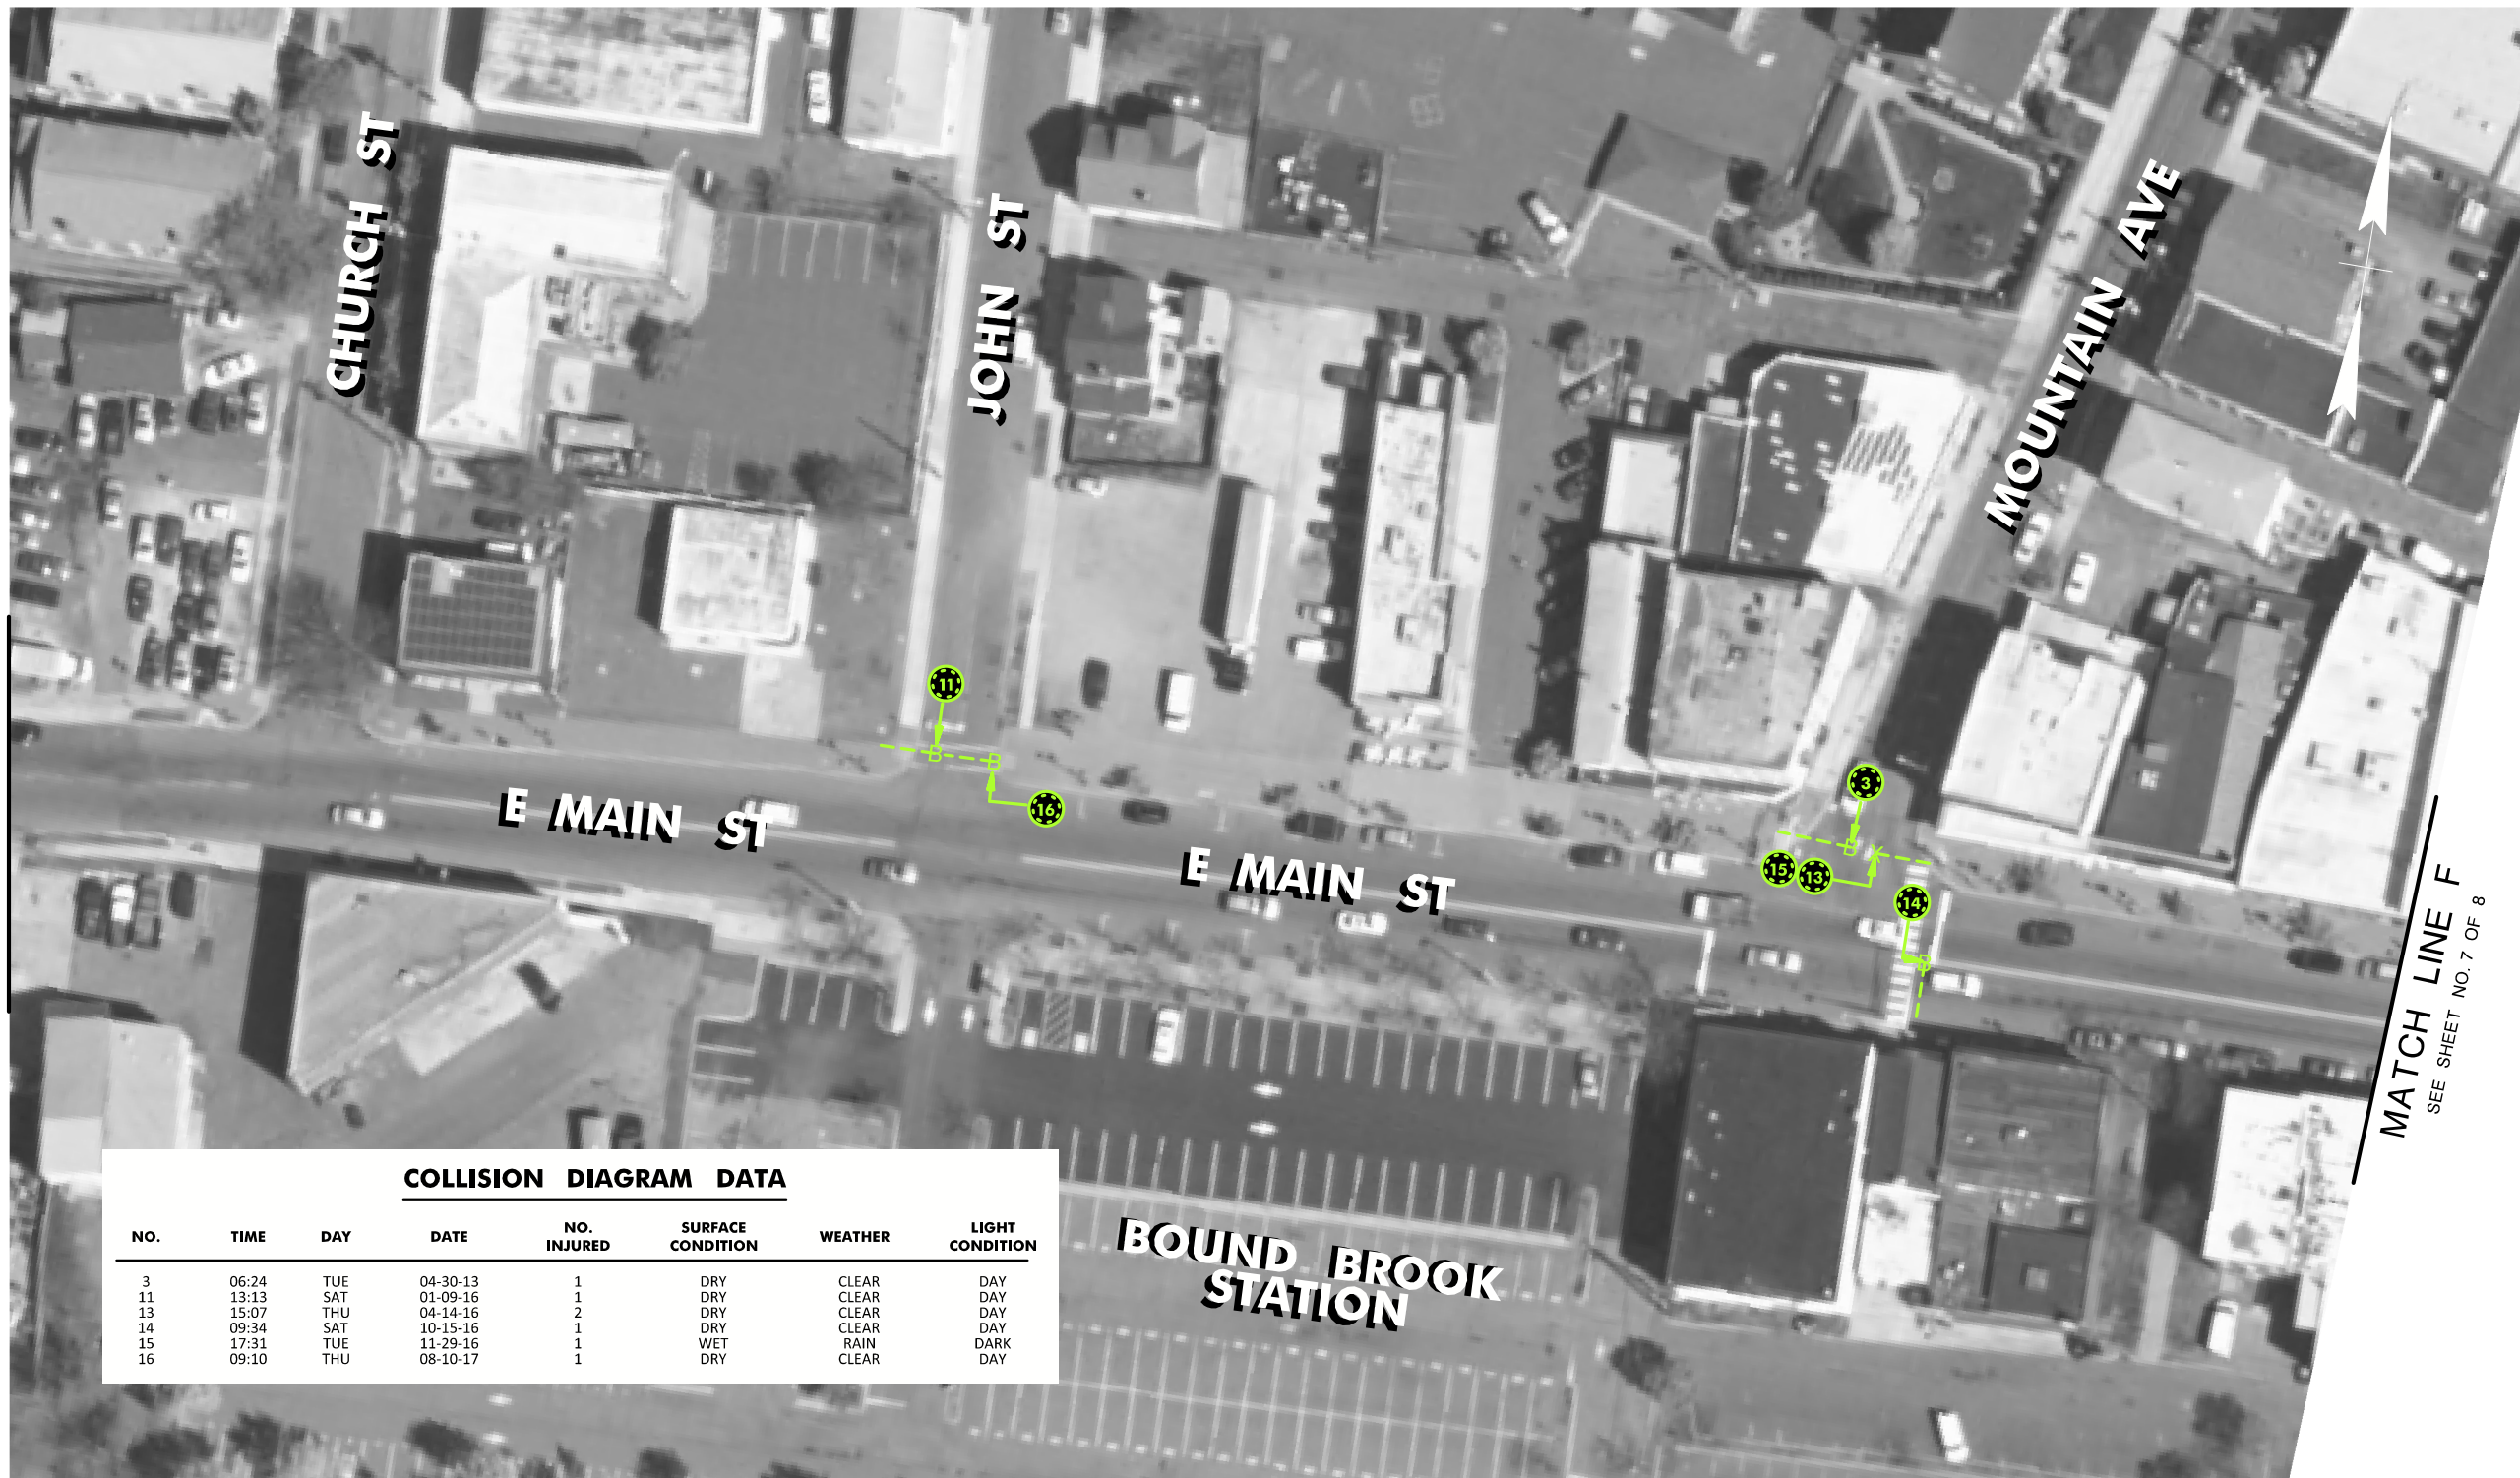 CHURCH ST
JOHN ST
MOUNTAIN AVE
11
16
3
15
13
14
B
B
B
X
B
E MAIN ST
E MAIN ST
MATCH LINE F
SEE SHEET NO. 7 OF 8
BOUND BROOK
STATION
COLLISION DIAGRAM DATA
NO. TIME DAY DATE NO. INJURED SURFACE CONDITION WEATHER LIGHT CONDITION
3 06:24 TUE 04-30-13 1 DRY CLEAR DAY
11 13:13 SAT 01-09-16 1 DRY CLEAR DAY
13 15:07 THU 04-14-16 2 DRY CLEAR DAY
14 09:34 SAT 10-15-16 1 DRY CLEAR DAY
15 17:31 TUE 11-29-16 1 WET RAIN DARK
16 09:10 THU 08-10-17 1 DRY CLEAR DAY